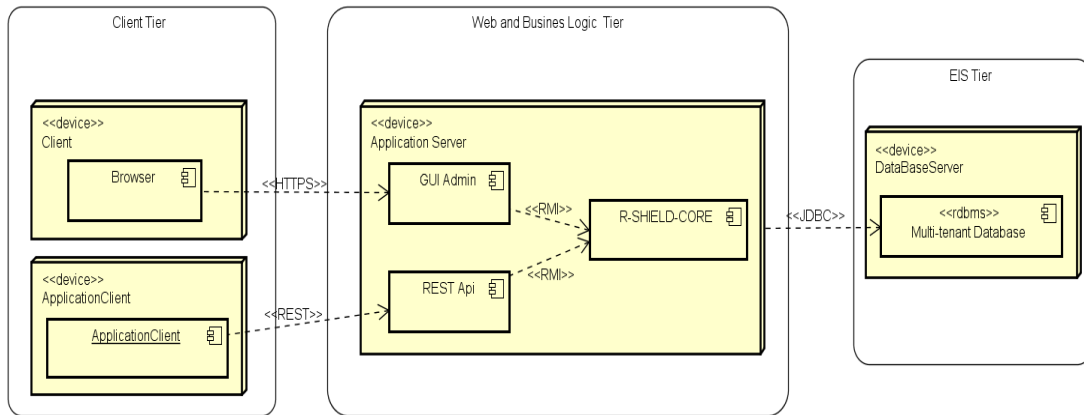 Client Tier
<<device>>
Client
Browser
<<device>>
ApplicationClient
ApplicationClient
<<HTTPS>>
<<REST>>
Web and Busines Logic Tier
<<device>>
Application Server
GUI Admin
REST Api
<<RMI>>
<<RMI>>
R-SHIELD-CORE
<<JDBC>>
EIS Tier
<<device>>
DataBaseServer
<<rdbms>>
Multi-tenant Database